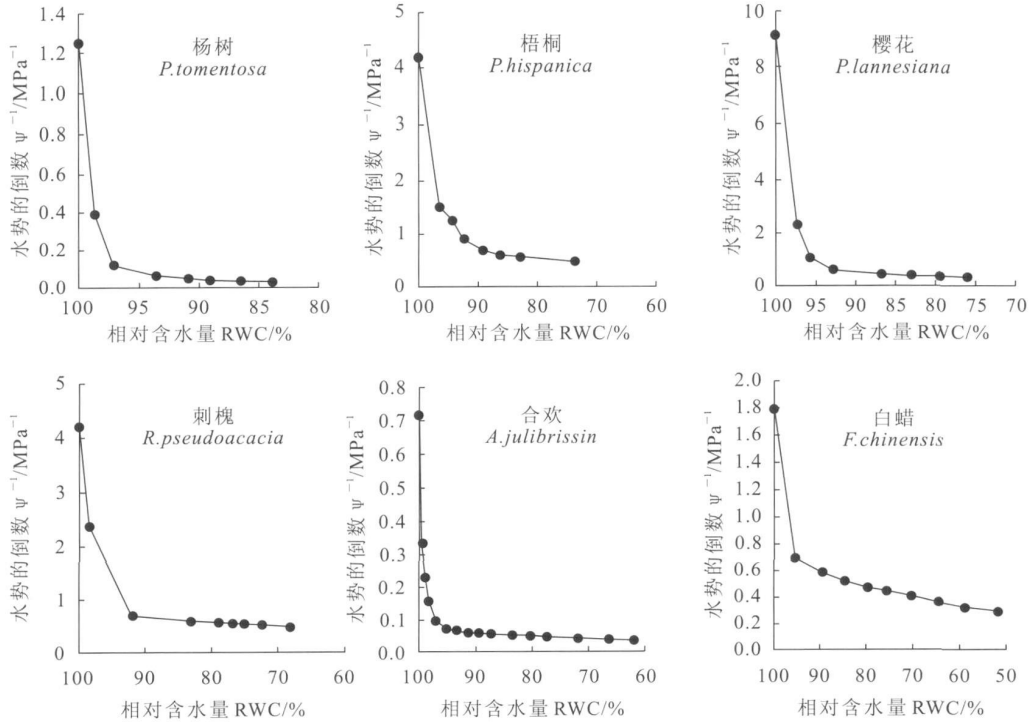 1.4
1.2
1.0
0.8
0.6
0.4
0.2
0.0
水势的倒数 ψ⁻¹/MPa⁻¹
杨树
P.tomentosa
100 95 90 85 80
相对含水量 RWC/%
5
4
3
2
1
0
水势的倒数 ψ⁻¹/MPa⁻¹
梧桐
P.hispanica
100 90 80 70 60
相对含水量 RWC/%
10
8
6
4
2
0
水势的倒数 ψ⁻¹/MPa⁻¹
樱花
P.lannesiana
100 95 90 85 80 75 70
相对含水量 RWC/%
5
4
3
2
1
0
水势的倒数 ψ⁻¹/MPa⁻¹
刺槐
R.pseudoacacia
100 90 80 70 60
相对含水量 RWC/%
0.8
0.7
0.6
0.5
0.4
0.3
0.2
0.1
0.0
水势的倒数 ψ⁻¹/MPa⁻¹
合欢
A.julibrissin
100 90 80 70 60
相对含水量 RWC/%
2.0
1.8
1.6
1.4
1.2
1.0
0.8
0.6
0.4
0.2
0.0
水势的倒数 ψ⁻¹/MPa⁻¹
白蜡
F.chinensis
100 90 80 70 60 50
相对含水量 RWC/%